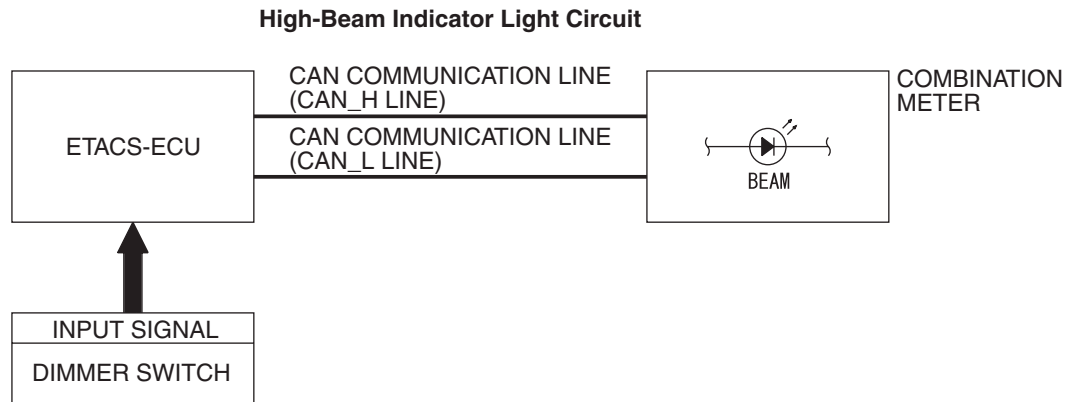 High-Beam Indicator Light Circuit
CAN COMMUNICATION LINE
(CAN_H LINE)
COMBINATION
METER
ETACS-ECU
CAN COMMUNICATION LINE
(CAN_L LINE)
BEAM
INPUT SIGNAL
DIMMER SWITCH